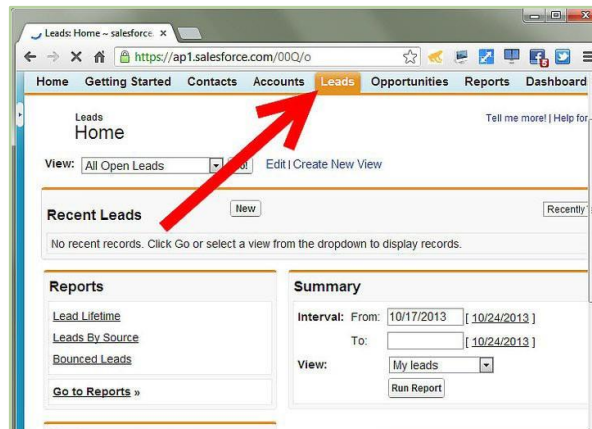 Leads: Home ~ salesforce
https://ap1.salesforce.com/00Q/o
Home Getting Started Contacts Accounts Leads Opportunities Reports Dashboard
Leads
Home
Tell me more! | Help for
View: All Open Leads Edit | Create New View
Recent Leads New Recently
No recent records. Click Go or select a view from the dropdown to display records.
Reports
Lead Lifetime
Leads By Source
Bounced Leads
Go to Reports »
Summary
Interval: From: 10/17/2013 [ 10/24/2013 ]
To: [ 10/24/2013 ]
View: My leads
Run Report